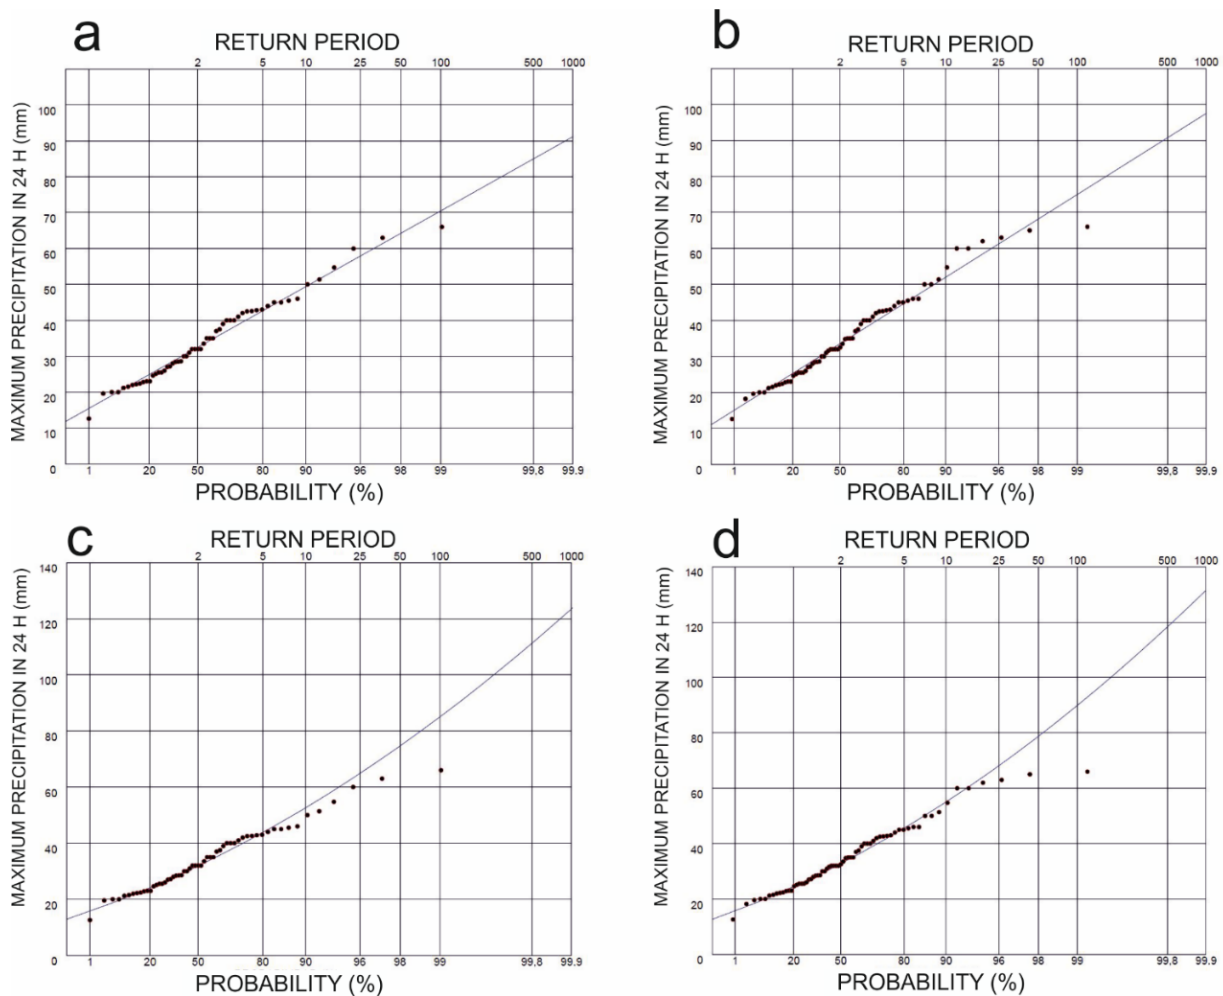 a
RETURN PERIOD
2 5 10 25 50 100 500 1000
MAXIMUM PRECIPITATION IN 24 H (mm)
100
90
80
70
60
50
40
30
20
10
0
1 20 50 80 90 96 98 99 99.8 99.9
PROBABILITY (%)
b
RETURN PERIOD
2 5 10 25 50 100 500 1000
MAXIMUM PRECIPITATION IN 24 H (mm)
100
90
80
70
60
50
40
30
20
10
0
1 20 50 80 90 96 98 99 99,8 99.9
PROBABILITY (%)
c
RETURN PERIOD
2 5 10 25 50 100 500 1000
MAXIMUM PRECIPITATION IN 24 H (mm)
140
120
100
80
60
40
20
0
1 20 50 80 90 96 98 99 99,8 99.9
PROBABILITY (%)
d
RETURN PERIOD
2 5 10 25 50 100 500 1000
MAXIMUM PRECIPITATION IN 24 H (mm)
140
120
100
80
60
40
20
0
1 20 50 80 90 96 98 99 99,8 99.9
PROBABILITY (%)